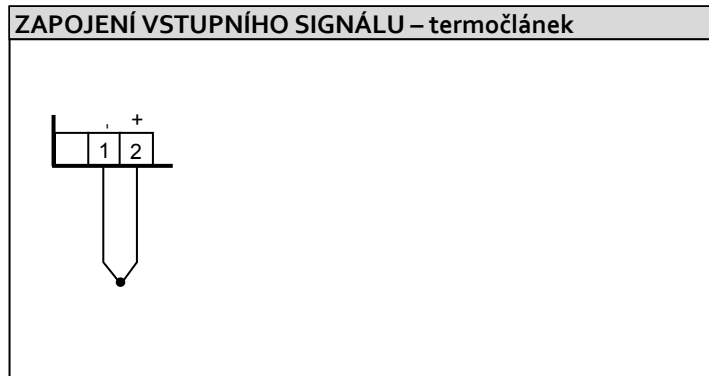 ZAPOJENÍ VSTUPNÍHO SIGNÁLU – termočlánek
- +
1 2